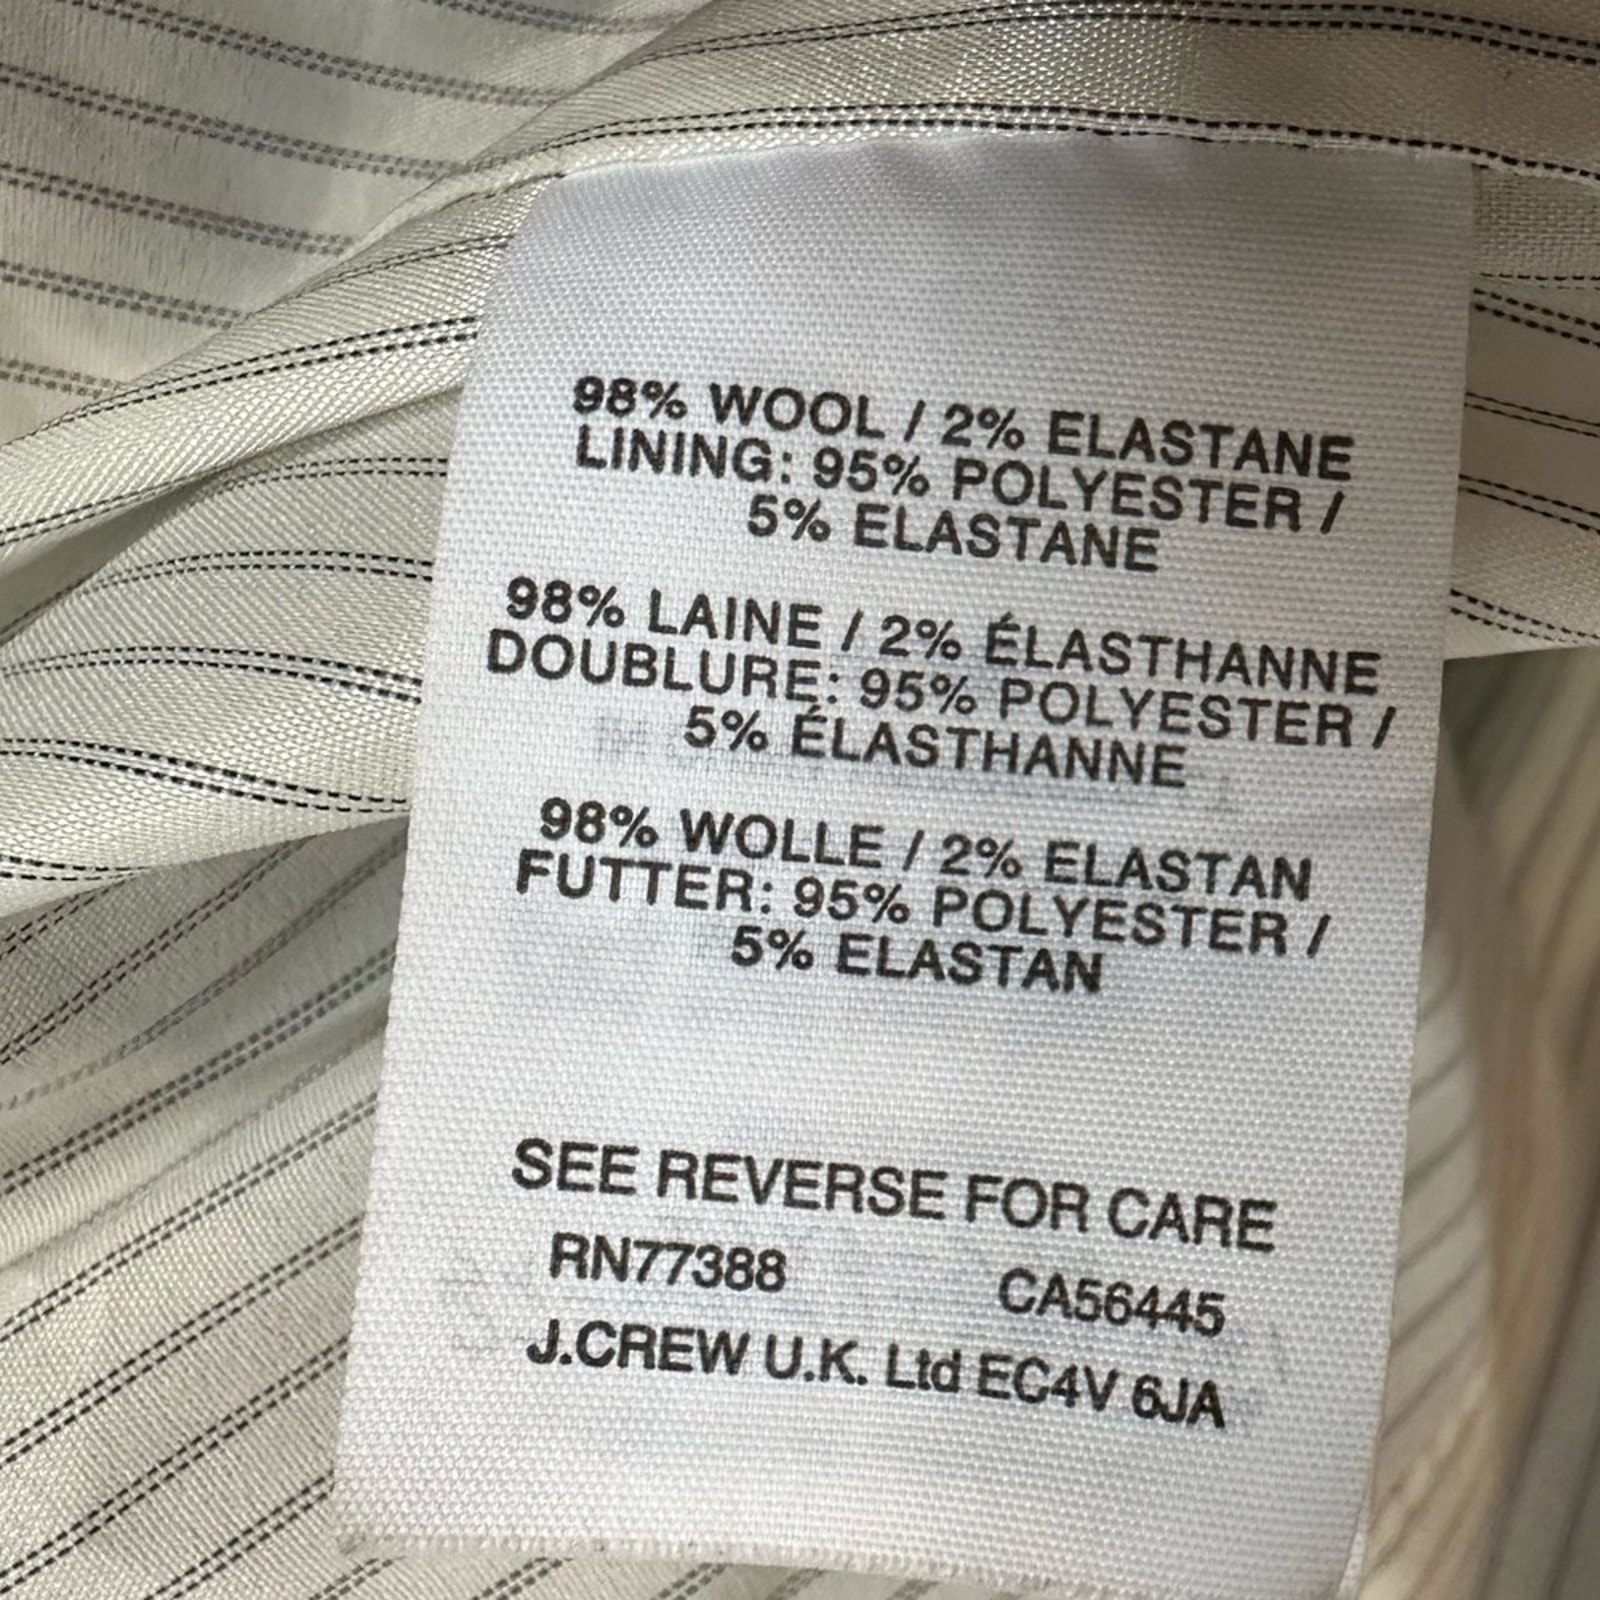 98% WOOL / 2% ELASTANE
LINING: 95% POLYESTER /
5% ELASTANE
98% LAINE / 2% ÉLASTHANNE
DOUBLURE: 95% POLYESTER /
5% ÉLASTHANNE
98% WOLLE / 2% ELASTAN
FUTTER: 95% POLYESTER /
5% ELASTAN
SEE REVERSE FOR CARE
RN77388 CA56445
J.CREW U.K. Ltd EC4V 6JA